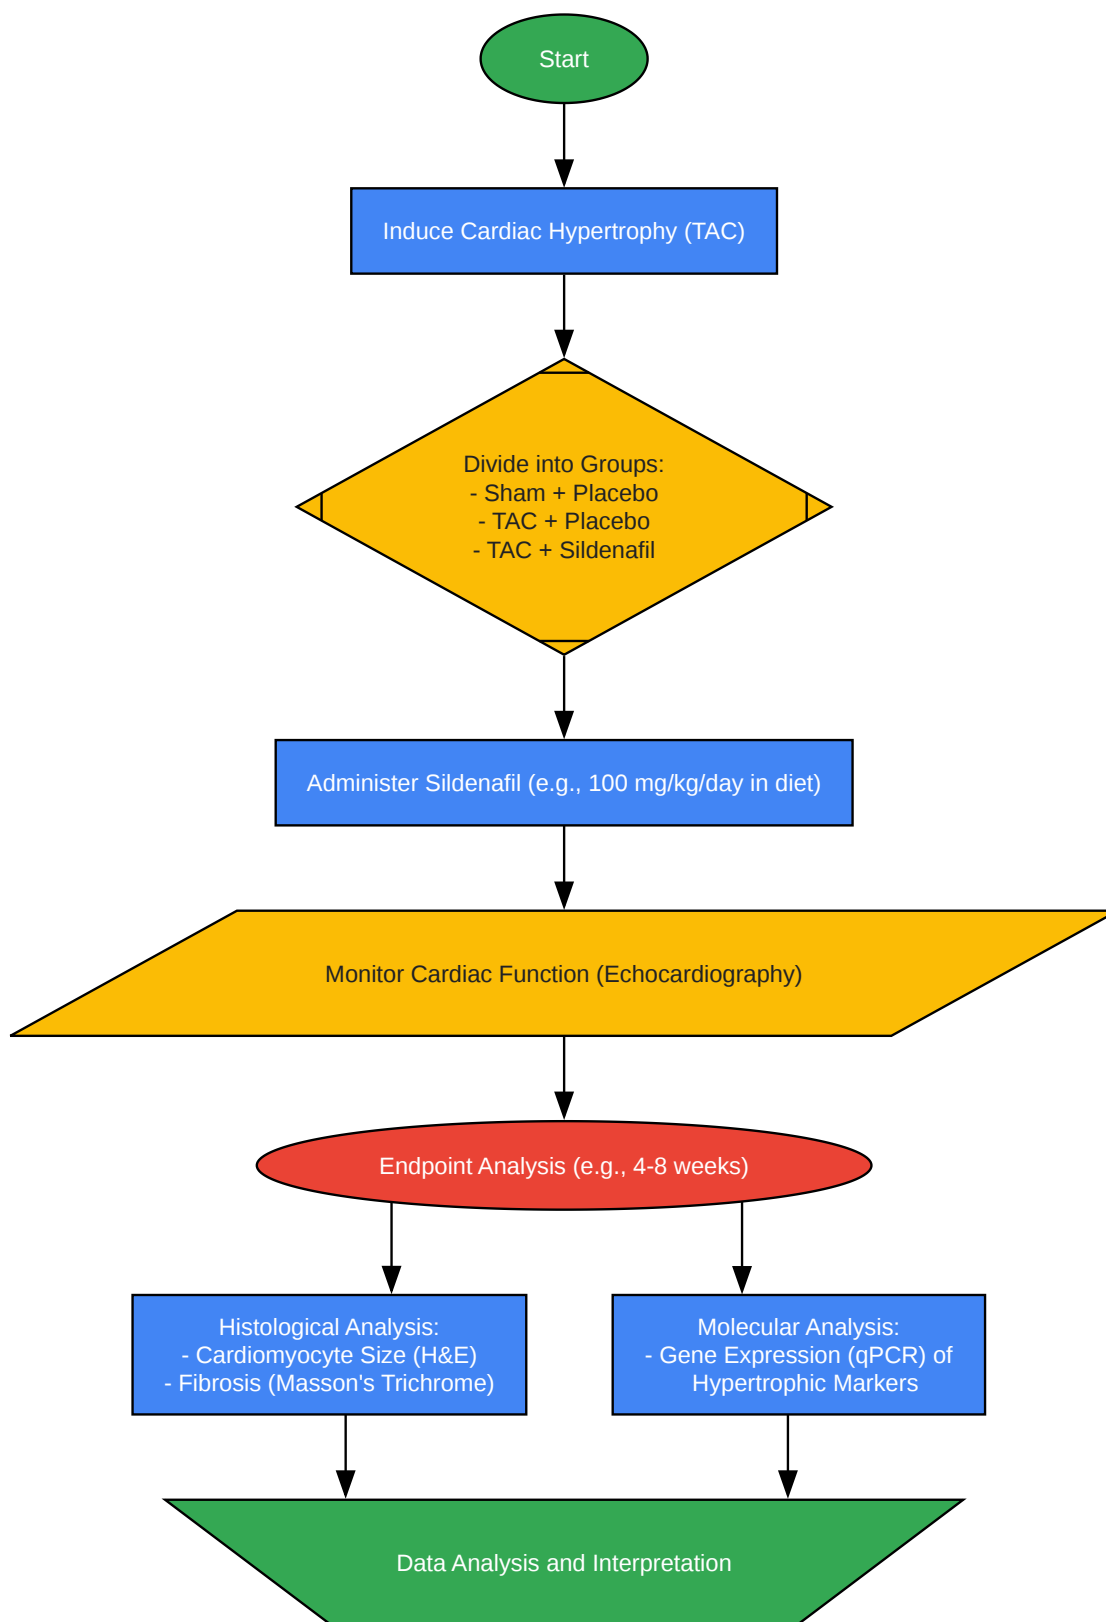 Start
Induce Cardiac Hypertrophy (TAC)
Divide into Groups:
- Sham + Placebo
- TAC + Placebo
- TAC + Sildenafil
Administer Sildenafil (e.g., 100 mg/kg/day in diet)
Monitor Cardiac Function (Echocardiography)
Endpoint Analysis (e.g., 4-8 weeks)
Histological Analysis:
- Cardiomyocyte Size (H&E)
- Fibrosis (Masson's Trichrome)
Molecular Analysis:
- Gene Expression (qPCR) of
Hypertrophic Markers
Data Analysis and Interpretation